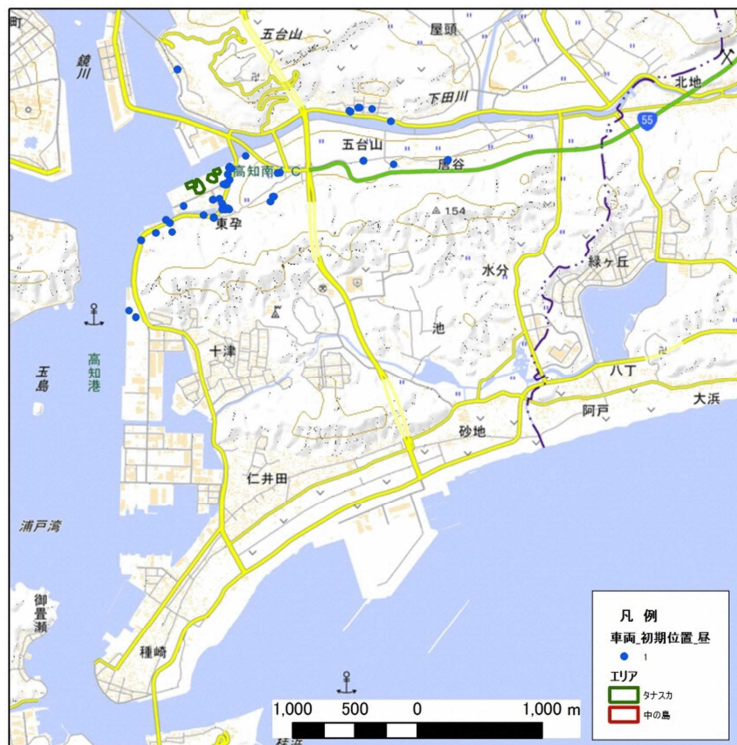 町
五台山
屋頭
鏡川
北地
下田川
55
五台山
唐谷
高知南IC
東孕
154
水分
緑ヶ丘
池
十津
高知港
玉島
八丁
大浜
阿戸
砂地
仁井田
浦戸湾
御畳瀬
種崎
凡 例
車両_初期位置_昼
1
エリア
タナスカ
中の島
1,000 500 0 1,000 m
桂浜